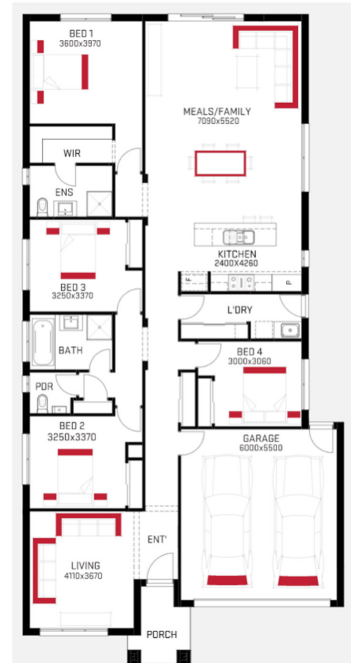 BED 1
3600x3970
MEALS/FAMILY
7090x5520
WIR
ENS
KITCHEN
2400x4260
F
P
BED 3
3250x3370
L'DRY
BATH
BED 4
3000x3060
PDR
BED 2
3250x3370
GARAGE
6000x5500
LIVING
4110x3670
ENT'
PORCH